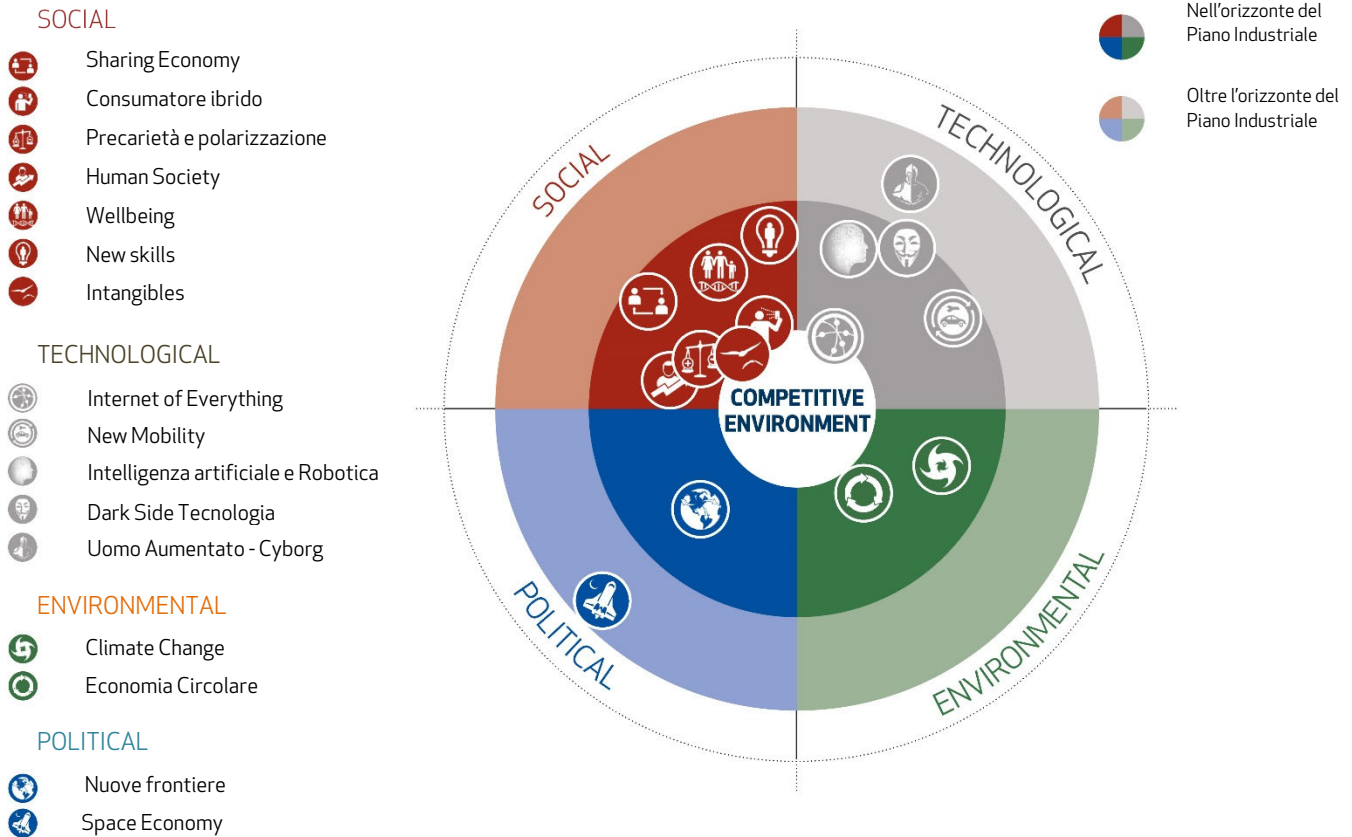 SOCIAL
Sharing Economy
Consumatore ibrido
Precarietà e polarizzazione
Human Society
Wellbeing
New skills
Intangibles
TECHNOLOGICAL
Internet of Everything
New Mobility
Intelligenza artificiale e Robotica
Dark Side Tecnologia
Uomo Aumentato - Cyborg
ENVIRONMENTAL
Climate Change
Economia Circolare
POLITICAL
Nuove frontiere
Space Economy
SOCIAL
TECHNOLOGICAL
COMPETITIVE
ENVIRONMENT
POLITICAL
ENVIRONMENTAL
Nell'orizzonte del
Piano Industriale
Oltre l'orizzonte del
Piano Industriale